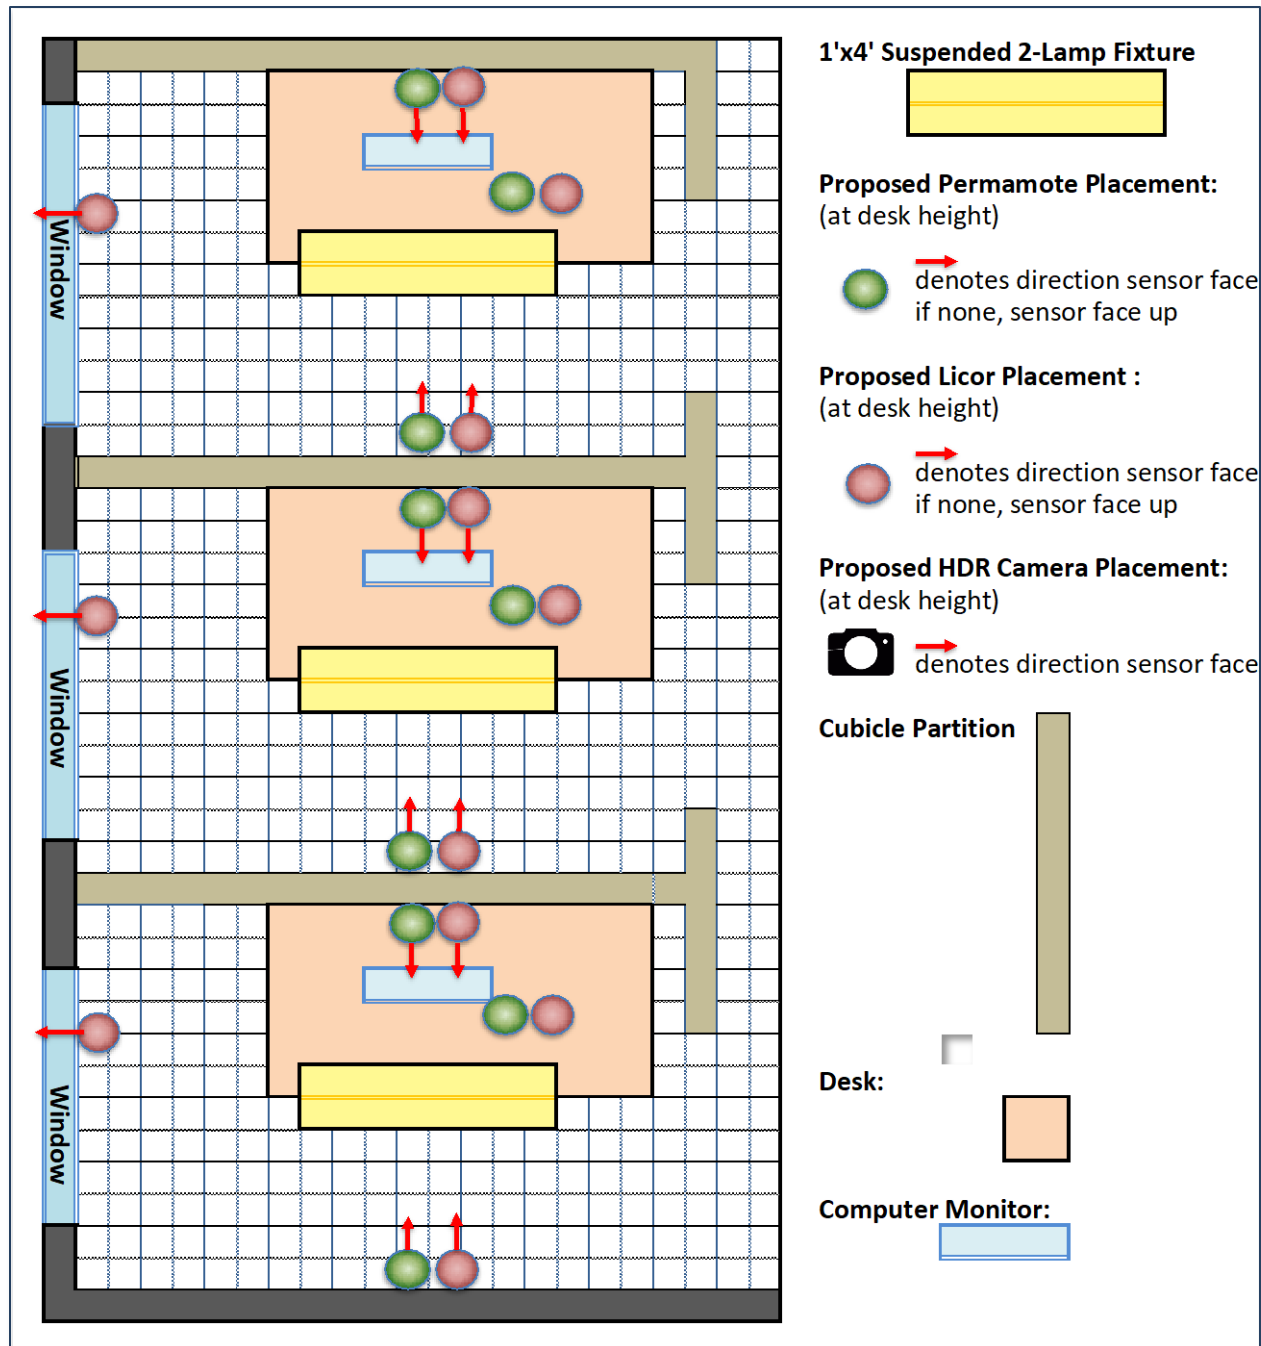 1'x4' Suspended 2-Lamp Fixture
Proposed Permamote Placement:
(at desk height)
denotes direction sensor face
if none, sensor face up
Proposed Licor Placement :
(at desk height)
denotes direction sensor face
if none, sensor face up
Proposed HDR Camera Placement:
(at desk height)
denotes direction sensor face
Cubicle Partition
Desk:
Computer Monitor:
Window
Window
Window